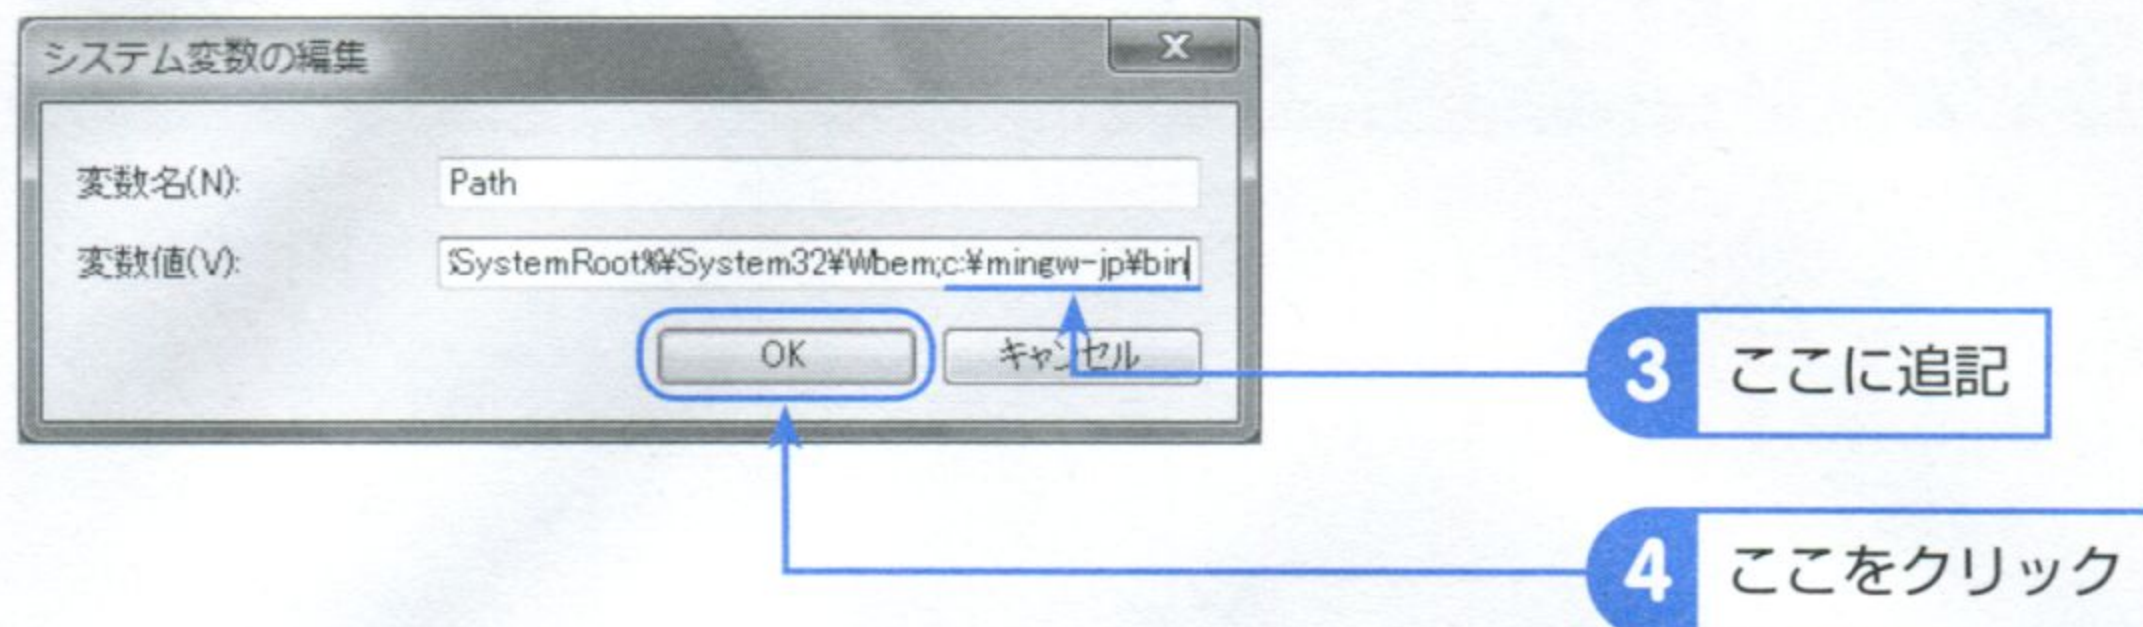 システム変数の編集
変数名(N): Path
変数値(V): %SystemRoot%¥System32¥Wbem;c:¥mingw-jp¥bin
OK キャンセル
3 ここに追記
4 ここをクリック